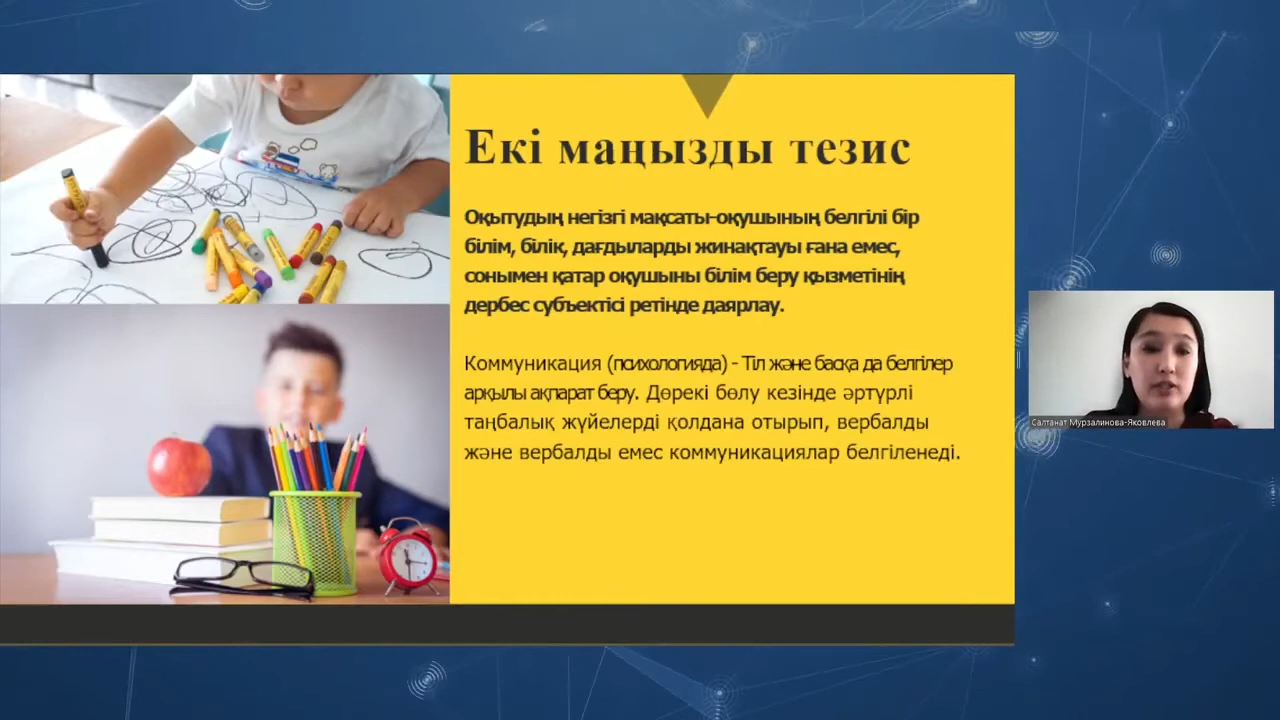 Екі маңызды тезис
Оқытудың негізгі мақсаты-оқушының белгілі бір
білім, білік, дағдыларды жинақтауы ғана емес,
сонымен қатар оқушыны білім беру қызметінің
дербес субъектісі ретінде даярлау.
Коммуникация (психологияда) - Тіл және басқа да белгілер
арқылы ақпарат беру. Дөрекі бөлу кезінде әртүрлі
таңбалық жүйелерді қолдана отырып, вербалды
және вербалды емес коммуникациялар белгіленеді.
Салтанат Мурзалинова-Яковлева